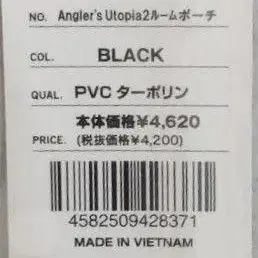 NO. Angler's Utopia2ルームポーチ
COL. BLACK
QUAL. PVC ターポリン
本体価格¥4,620
PRICE. (税抜価格¥4,200)
4582509428371
MADE IN VIETNAM